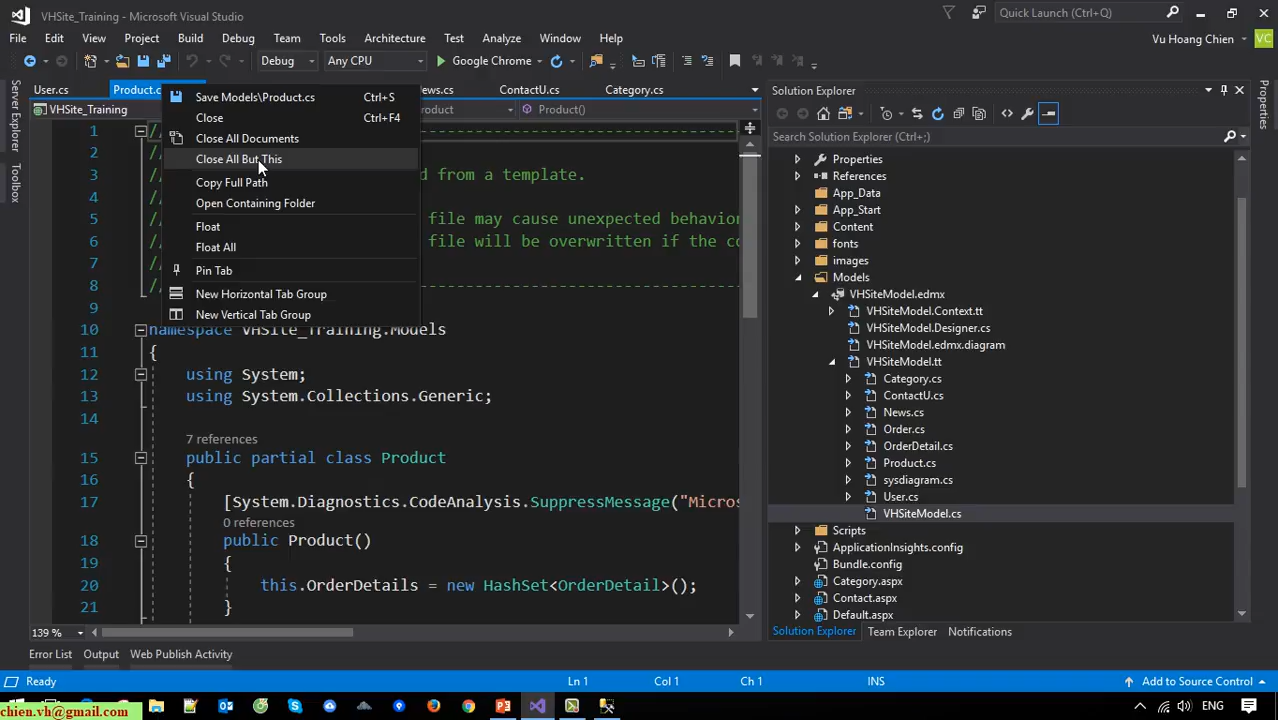 VHSite_Training - Microsoft Visual Studio
Quick Launch (Ctrl+Q)
File Edit View Project Build Debug Team Tools Architecture Test Analyze Window Help
Vu Hoang Chien VC
Debug Any CPU Google Chrome
User.cs Product.c ews.cs ContactU.cs Category.cs
VHSite_Training oduct Product()
Save Models\Product.cs Ctrl+S
Close Ctrl+F4
Close All Documents
Close All But This
Copy Full Path
Open Containing Folder
Float
Float All
Pin Tab
New Horizontal Tab Group
New Vertical Tab Group
Server Explorer
Toolbox
1 //
2 //
3 // d from a template.
4 //
5 // file may cause unexpected behavio
6 // file will be overwritten if the co
7 //
8 //
9
10 namespace VHSite_Training.Models
11 {
12 using System;
13 using System.Collections.Generic;
14
7 references
15 public partial class Product
16 {
17 [System.Diagnostics.CodeAnalysis.SuppressMessage("Micros
0 references
18 public Product()
19 {
20 this.OrderDetails = new HashSet<OrderDetail>();
21 }
139 %
Solution Explorer
Search Solution Explorer (Ctrl+;)
Properties
References
App_Data
App_Start
Content
fonts
images
Models
VHSiteModel.edmx
VHSiteModel.Context.tt
VHSiteModel.Designer.cs
VHSiteModel.edmx.diagram
VHSiteModel.tt
Category.cs
ContactU.cs
News.cs
Order.cs
OrderDetail.cs
Product.cs
sysdiagram.cs
User.cs
VHSiteModel.cs
Scripts
ApplicationInsights.config
Bundle.config
Category.aspx
Contact.aspx
Default.aspx
Solution Explorer Team Explorer Notifications
Properties
Error List Output Web Publish Activity
Ready Ln 1 Col 1 Ch 1 INS Add to Source Control
chien.vh@gmail.com
ENG